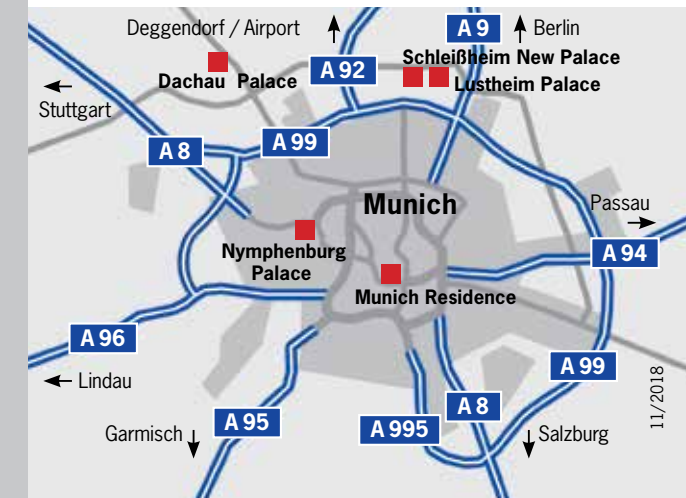 Deggendorf / Airport
A 9
Berlin
Schleißheim New Palace
A 92
Dachau Palace
Lustheim Palace
Stuttgart
A 99
A 8
Munich
Passau
Nymphenburg
Palace
A 94
Munich Residence
A 96
A 99
Lindau
11/2018
A 8
A 95
A 995
Garmisch
Salzburg